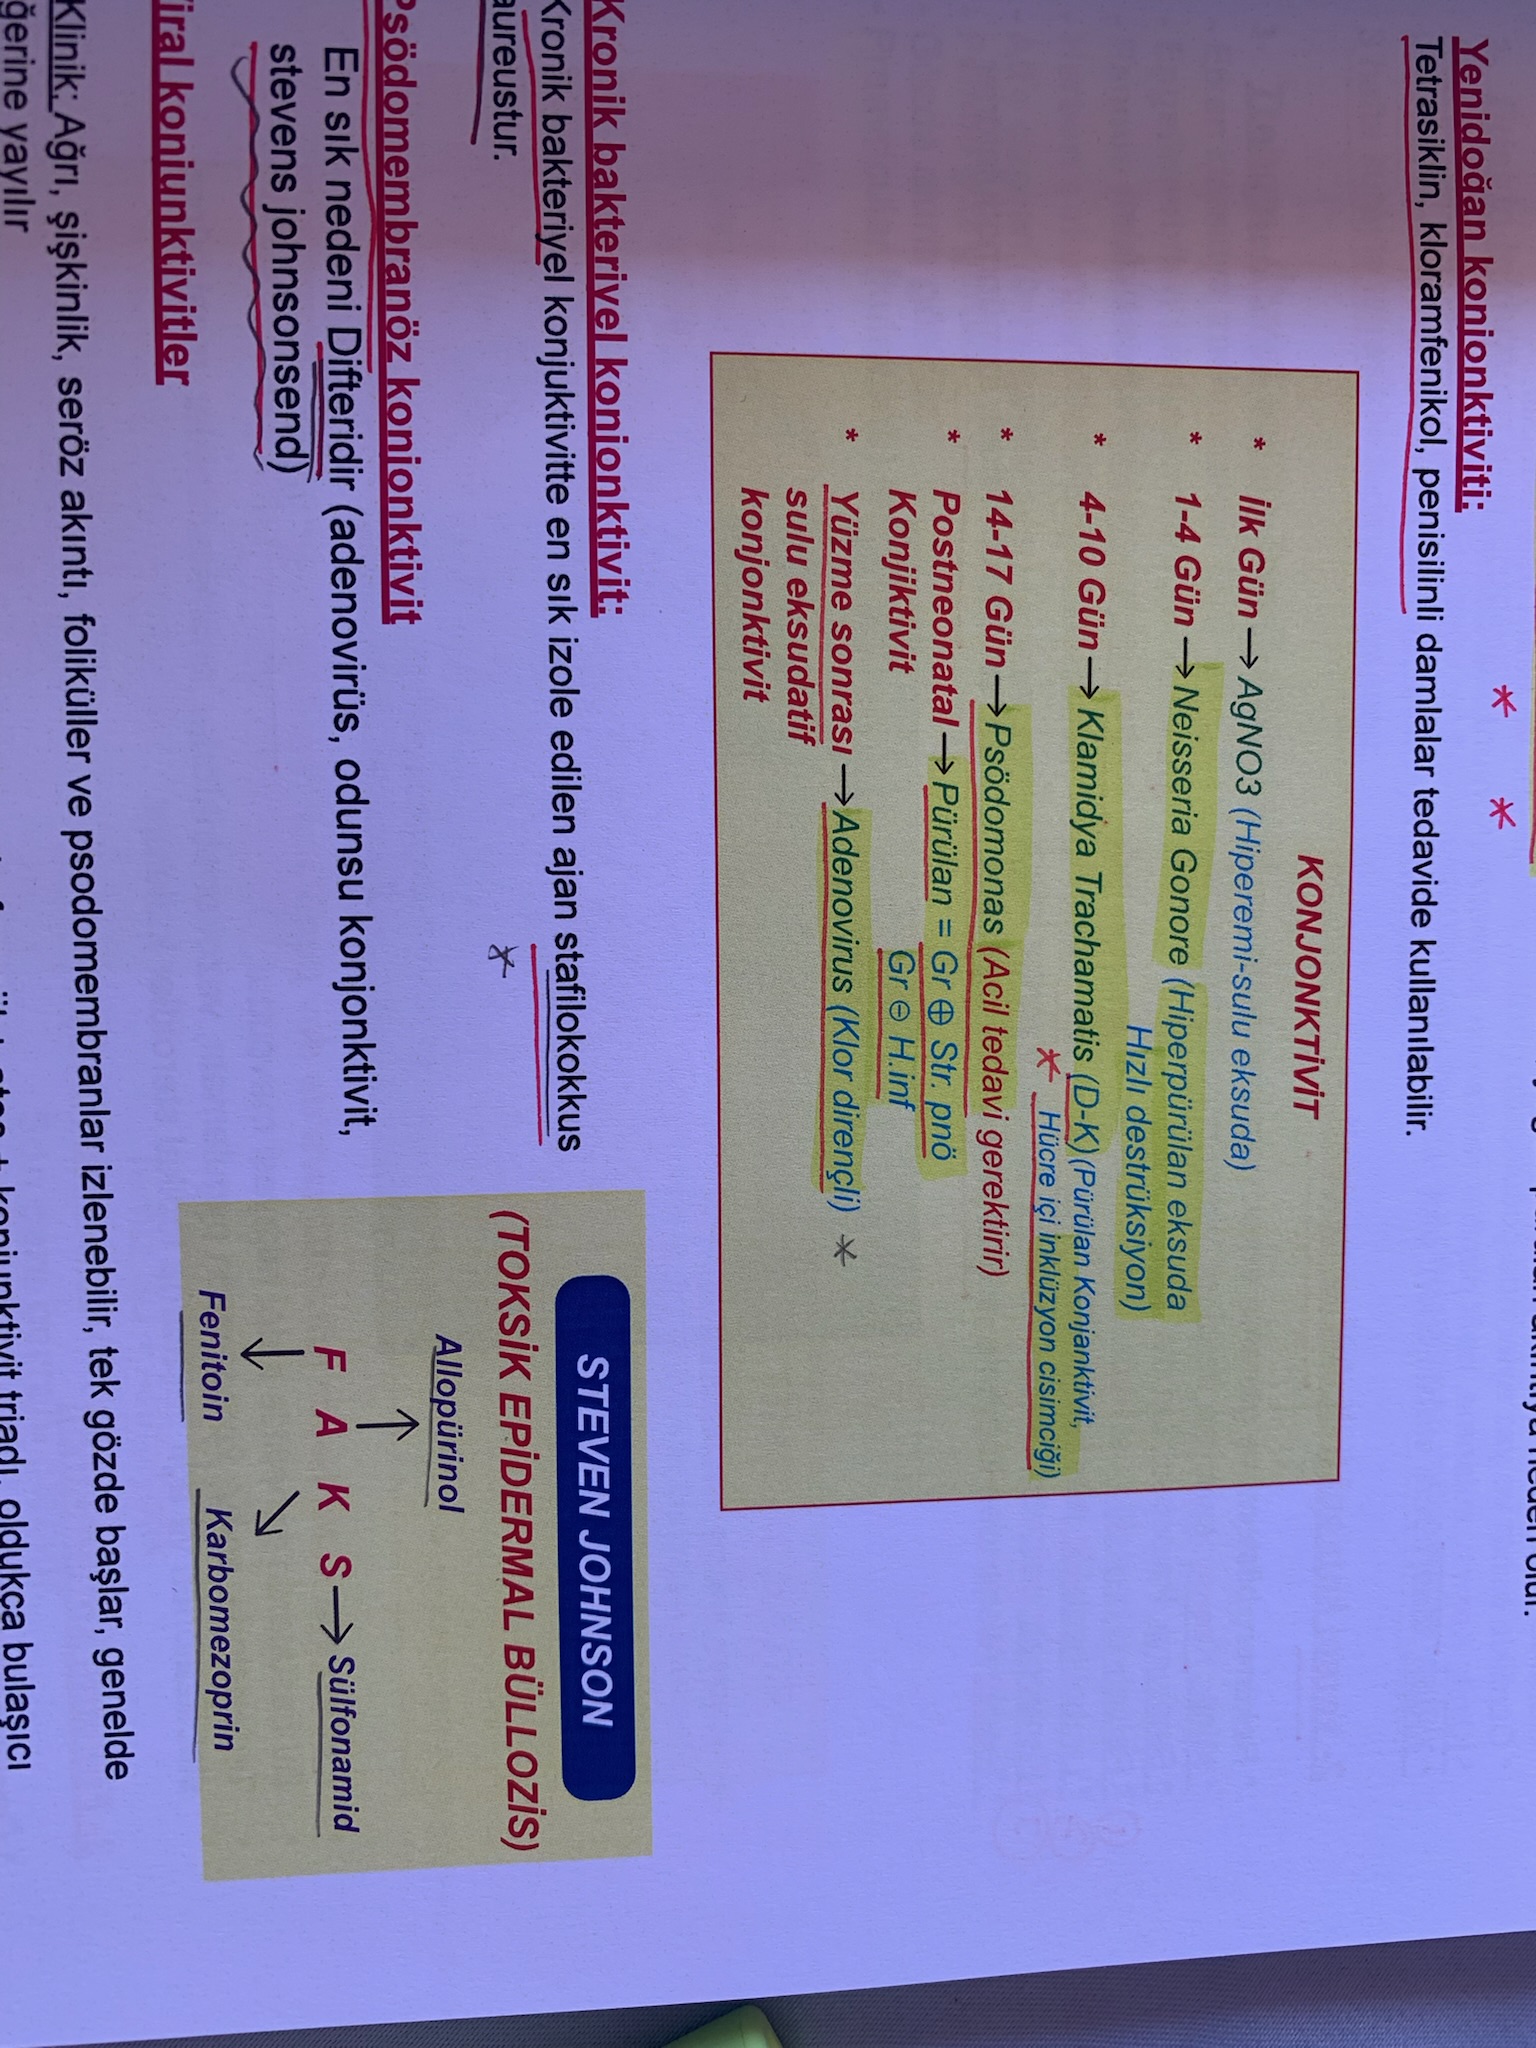 Yenidoğan konjonktiviti:
Tetrasiklin, kloramfenikol, penisilinli damlalar tedavide kullanılabilir.
KONJONKTİVİT
* İlk Gün → AgNO3 (Hiperemi-sulu eksuda)
* 1-4 Gün → Neisseria Gonore (Hiperpürülan eksuda
Hızlı destrüksiyon)
* 4-10 Gün → Klamidya Trachamatis (D-K) (Pürülan Konjanktivit,
* Hücre içi inklüzyon cisimciği)
* 14-17 Gün → Psödomonas (Acil tedavi gerektirir)
* Postneonatal → Pürülan = Gr ⊕ Str. pnö
Konjiktivit Gr ⊖ H.inf
* Yüzme sonrası → Adenovirus (Klor dirençli) *
sulu eksudatif
konjonktivit
Kronik bakteriyel konjonktivit:
Kronik bakteriyel konjuktivitte en sık izole edilen ajan stafilokokkus
aureustur.
Psödomembranöz konjonktivit
En sık nedeni Difteridir (adenovirüs, odunsu konjonktivit,
stevens johnsonsend)
STEVEN JOHNSON
(TOKSİK EPİDERMAL BÜLLOZİS)
Allopürinol
F A K S → Sülfonamid
Fenitoin Karbomezoprin
iral konjunktivitler
Klinik: Ağrı, şişkinlik, seröz akıntı, foliküller ve psodomembranlar izlenebilir, tek gözde başlar, genelde
ğerine yayılır
konjunktivit triadı, oldukça bulaşıcı